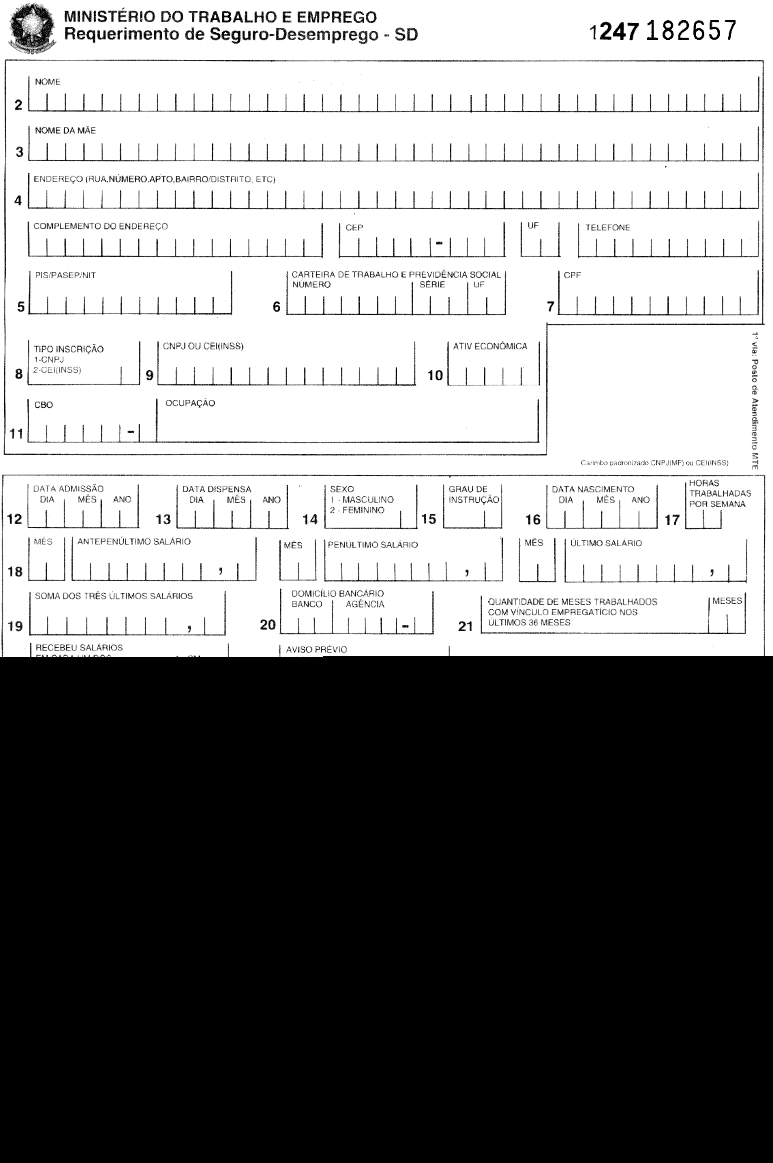 MINISTÉRIO DO TRABALHO E EMPREGO
Requerimento de Seguro-Desemprego - SD
1247 182657
NOME
2
NOME DA MÃE
3
ENDEREÇO (RUA,NÚMERO,APTO,BAIRRO/DISTRITO, ETC)
4
COMPLEMENTO DO ENDEREÇO CEP - UF TELEFONE
PIS/PASEP/NIT CARTEIRA DE TRABALHO E PREVIDÊNCIA SOCIAL CPF
NÚMERO SÉRIE UF
5 6 7
TIPO INSCRIÇÃO CNPJ OU CEI(INSS) ATIV ECONÔMICA
1-CNPJ
2-CEI(INSS)
8 9 10
1ª via: Posto de Atendimento MTE
CBO OCUPAÇÃO
11 -
Carimbo padronizado CNPJ(MF) ou CEI(INSS)
DATA ADMISSÃO DATA DISPENSA SEXO GRAU DE INSTRUÇÃO DATA NASCIMENTO HORAS TRABALHADAS POR SEMANA
DIA MÊS ANO DIA MÊS ANO 1 - MASCULINO DIA MÊS ANO
2 - FEMININO
12 13 14 15 16 17
MÊS ANTEPENÚLTIMO SALÁRIO MÊS PENÚLTIMO SALÁRIO MÊS ÚLTIMO SALÁRIO
18 , , ,
SOMA DOS TRÊS ÚLTIMOS SALÁRIOS DOMICÍLIO BANCÁRIO
BANCO AGÊNCIA
QUANTIDADE DE MESES TRABALHADOS MESES
COM VÍNCULO EMPREGATÍCIO NOS
ÚLTIMOS 36 MESES
19 , 20 - 21
RECEBEU SALÁRIOS AVISO PRÉVIO